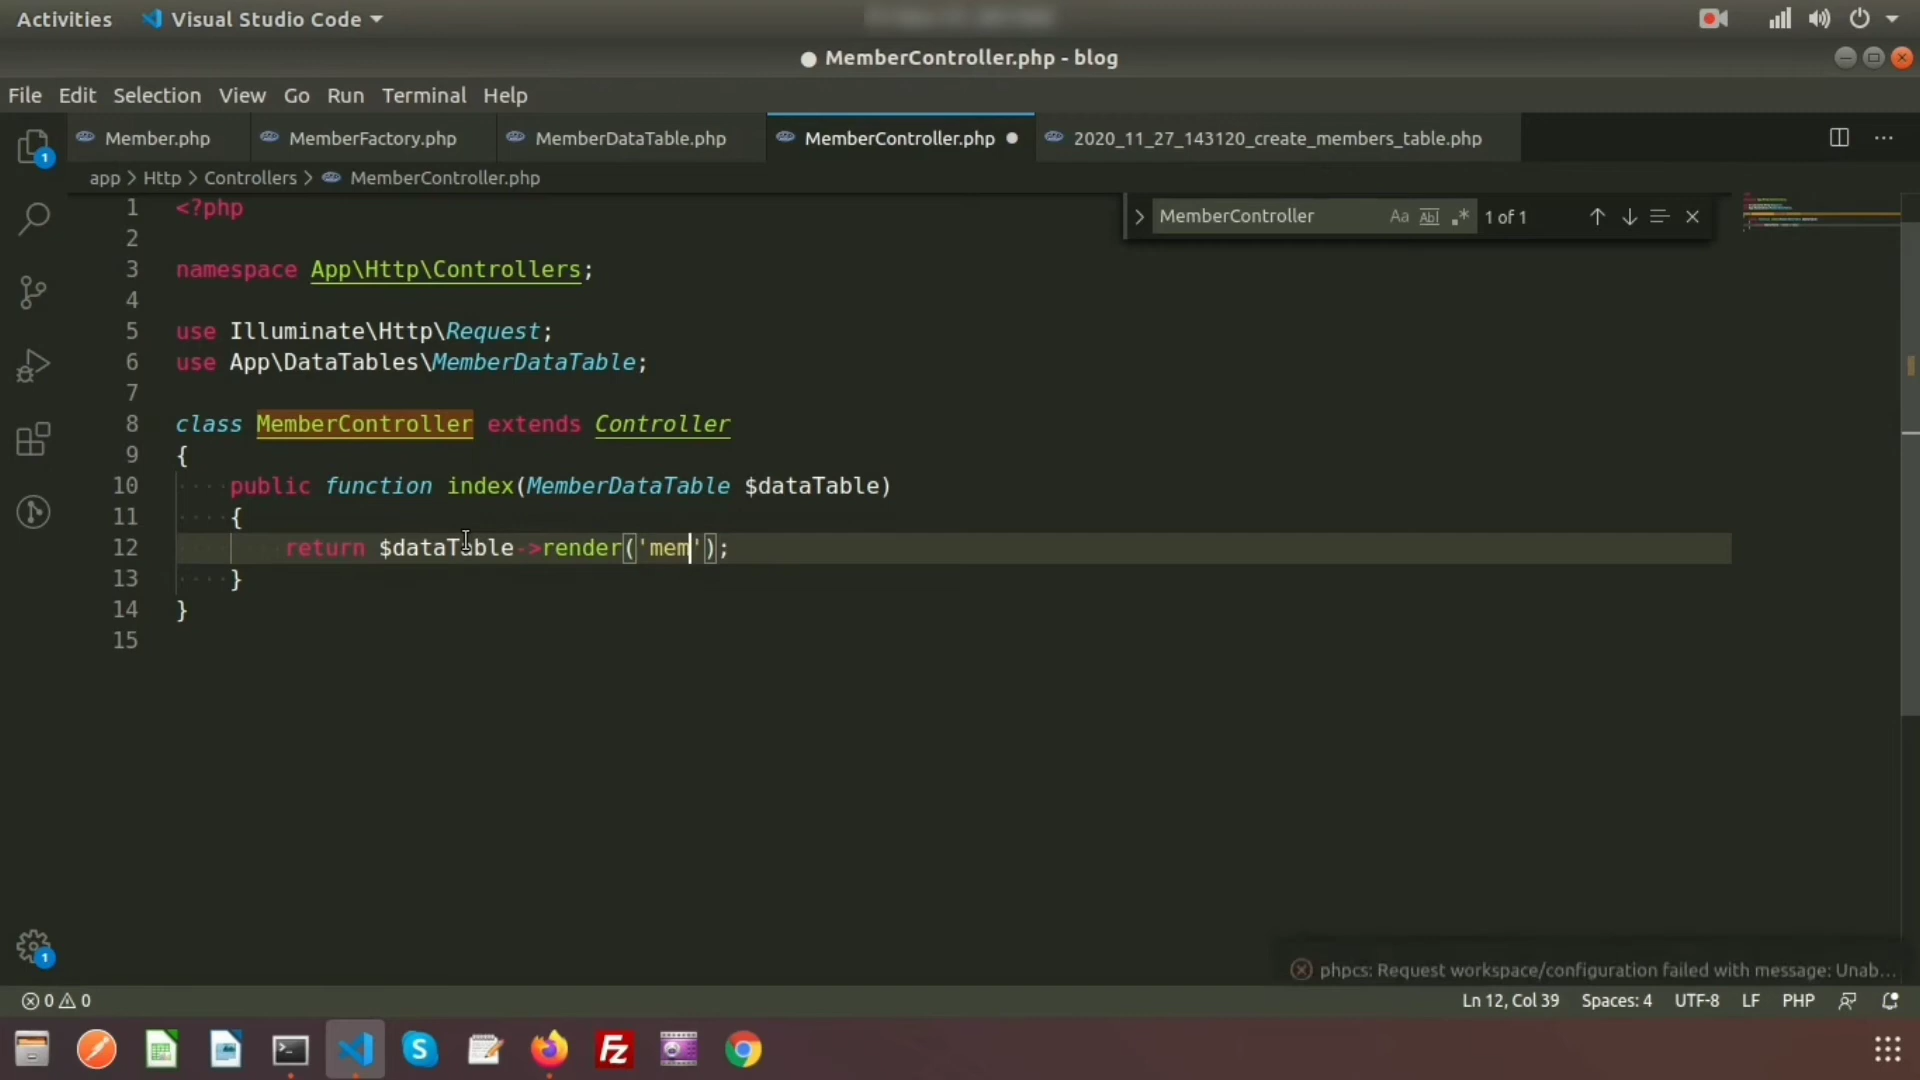 Activities Visual Studio Code
MemberController.php - blog
File Edit Selection View Go Run Terminal Help
1 Member.php MemberFactory.php MemberDataTable.php MemberController.php 2020_11_27_143120_create_members_table.php
app > Http > Controllers > MemberController.php
MemberController Aa Abl .* 1 of 1
1 <?php
2
3 namespace App\Http\Controllers;
4
5 use Illuminate\Http\Request;
6 use App\DataTables\MemberDataTable;
7
8 class MemberController extends Controller
9 {
10 public function index(MemberDataTable $dataTable)
11 {
12 return $dataTable->render('mem');
13 }
14 }
15
1
phpcs: Request workspace/configuration failed with message: Unab...
0 0 Ln 12, Col 39 Spaces: 4 UTF-8 LF PHP
S Fz